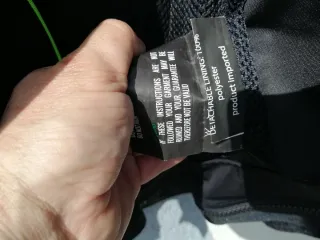 IF THESE INSTRUCTIONS ARE NOT
FOLLOWED YOUR GARMENT MAY BE
RUINED AND YOUR GUARANTEE WILL
THEREFORE NOT BE VALID
DETACHABLE LINING: 100%
polyester
product imported